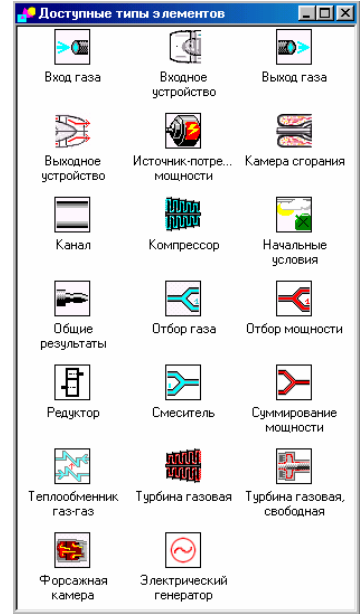 Доступные типы элементов
Вход газа
Входное
устройство
Выход газа
Выходное
устройство
Источник-потре...
мощности
Камера сгорания
Канал
Компрессор
Начальные
условия
Общие
результаты
Отбор газа
Отбор мощности
Редуктор
Смеситель
Суммирование
мощности
Теплообменник
газ-газ
Турбина газовая
Турбина газовая,
свободная
Форсажная
камера
Электрический
генератор